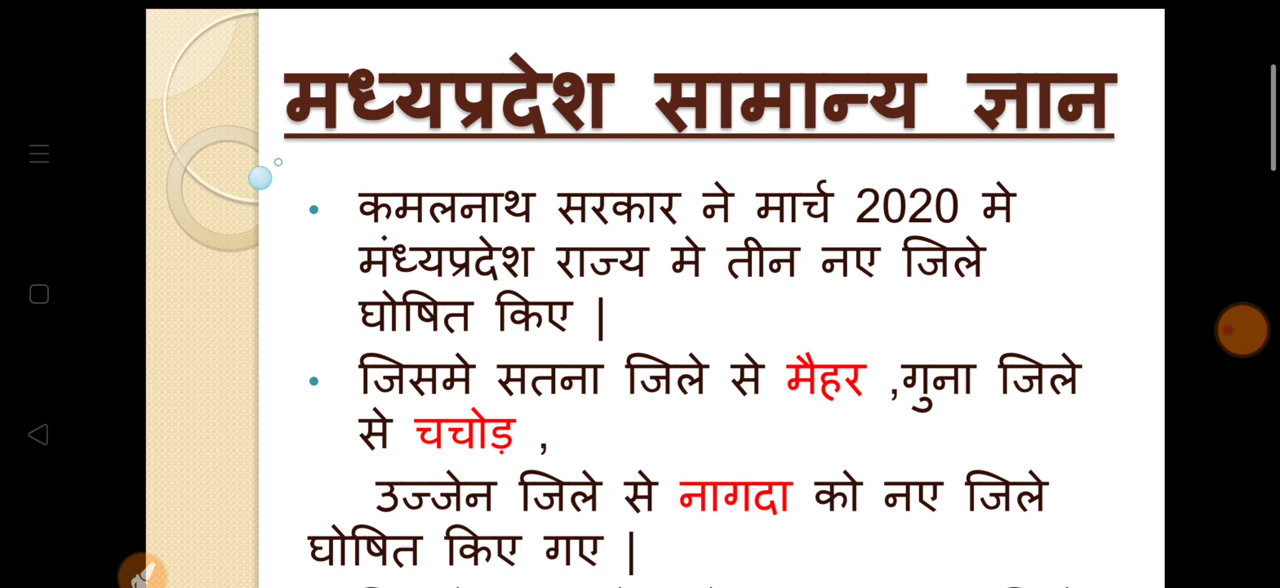 मध्यप्रदेश सामान्य ज्ञान
• कमलनाथ सरकार ने मार्च 2020 मे
मंध्यप्रदेश राज्य मे तीन नए जिले
घोषित किए |
• जिसमे सतना जिले से मैहर ,गुना जिले
से चचोड़ ,
उज्जेन जिले से नागदा को नए जिले
घोषित किए गए |